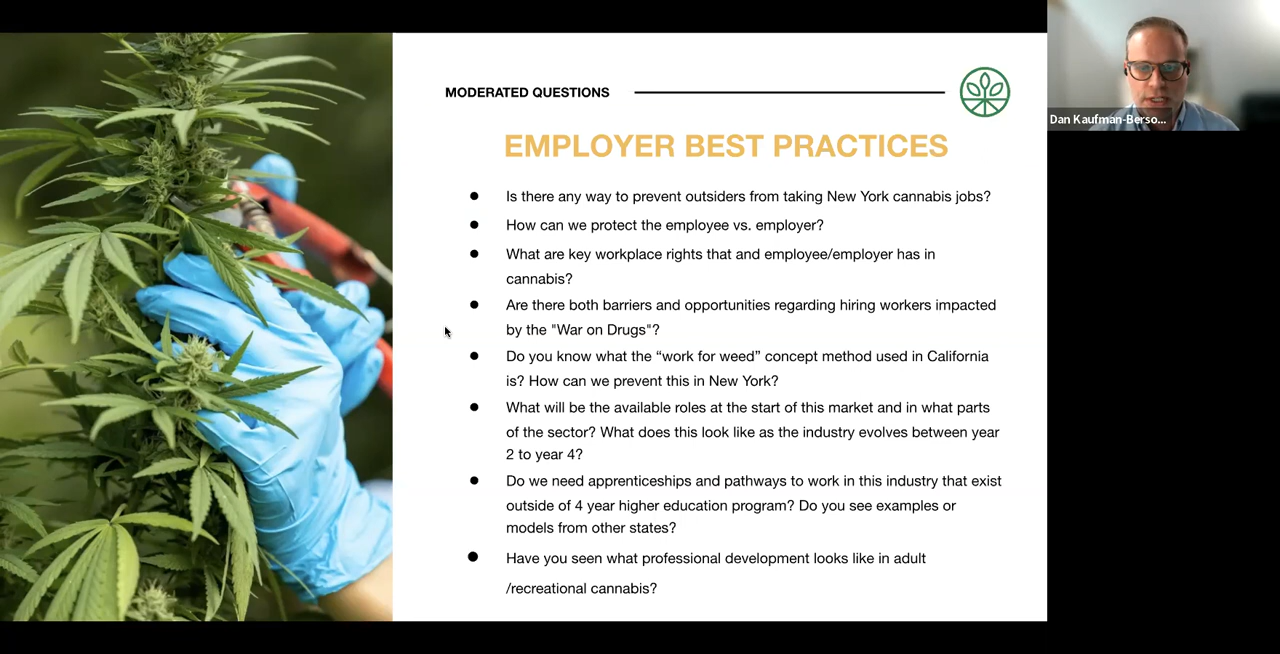 MODERATED QUESTIONS
Dan Kaufman-Berso...
EMPLOYER BEST PRACTICES
● Is there any way to prevent outsiders from taking New York cannabis jobs?
● How can we protect the employee vs. employer?
● What are key workplace rights that and employee/employer has in
cannabis?
● Are there both barriers and opportunities regarding hiring workers impacted
by the "War on Drugs"?
● Do you know what the “work for weed” concept method used in California
is? How can we prevent this in New York?
● What will be the available roles at the start of this market and in what parts
of the sector? What does this look like as the industry evolves between year
2 to year 4?
● Do we need apprenticeships and pathways to work in this industry that exist
outside of 4 year higher education program? Do you see examples or
models from other states?
● Have you seen what professional development looks like in adult
/recreational cannabis?